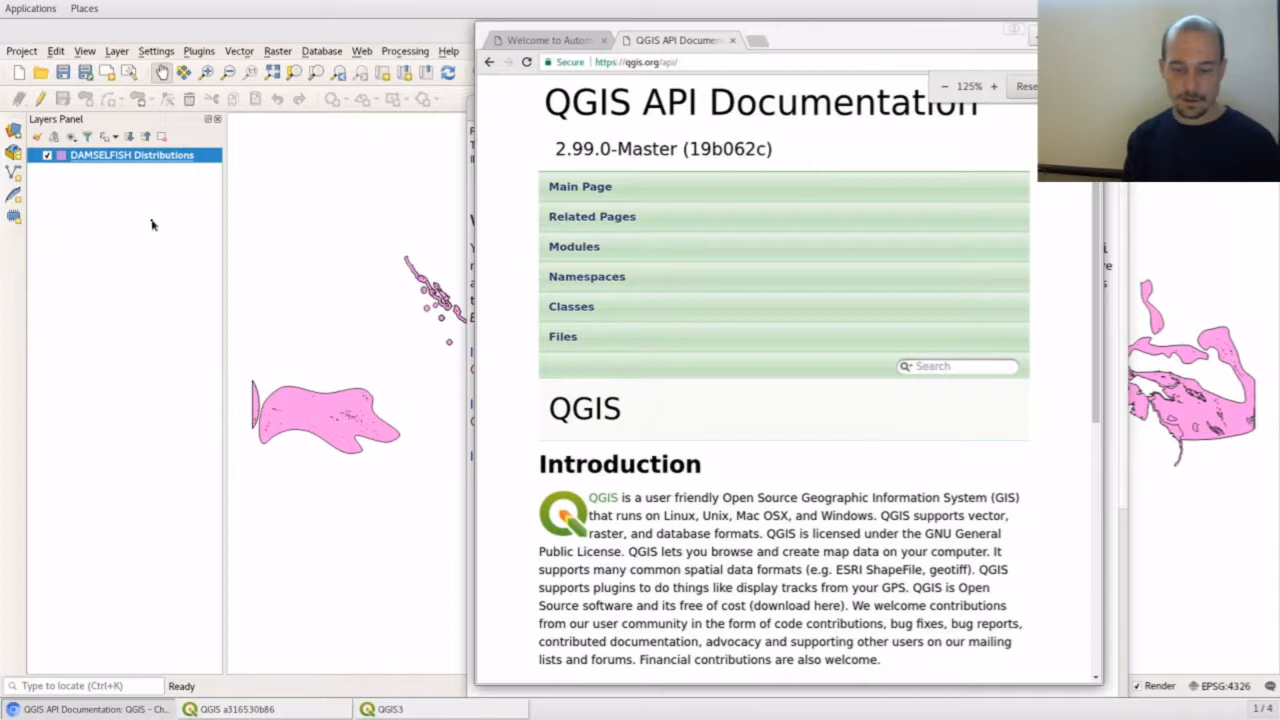 Applications Places
Project Edit View Layer Settings Plugins Vector Raster Database Web Processing Help
Layers Panel
DAMSELFISH Distributions
Type to locate (Ctrl+K) Ready
Welcome to Autom
QGIS API Documen
Secure https://qgis.org/api/
125%
Rese
QGIS API Documentation
2.99.0-Master (19b062c)
Main Page
Related Pages
Modules
Namespaces
Classes
Files
Search
QGIS
Introduction
QGIS is a user friendly Open Source Geographic Information System (GIS)
that runs on Linux, Unix, Mac OSX, and Windows. QGIS supports vector,
raster, and database formats. QGIS is licensed under the GNU General
Public License. QGIS lets you browse and create map data on your computer. It
supports many common spatial data formats (e.g. ESRI ShapeFile, geotiff). QGIS
supports plugins to do things like display tracks from your GPS. QGIS is Open
Source software and its free of cost (download here). We welcome contributions
from our user community in the form of code contributions, bug fixes, bug reports,
contributed documentation, advocacy and supporting other users on our mailing
lists and forums. Financial contributions are also welcome.
Render EPSG:4326
QGIS API Documentation: QGIS - Ch... QGIS a316530b86 QGIS3 1 / 4